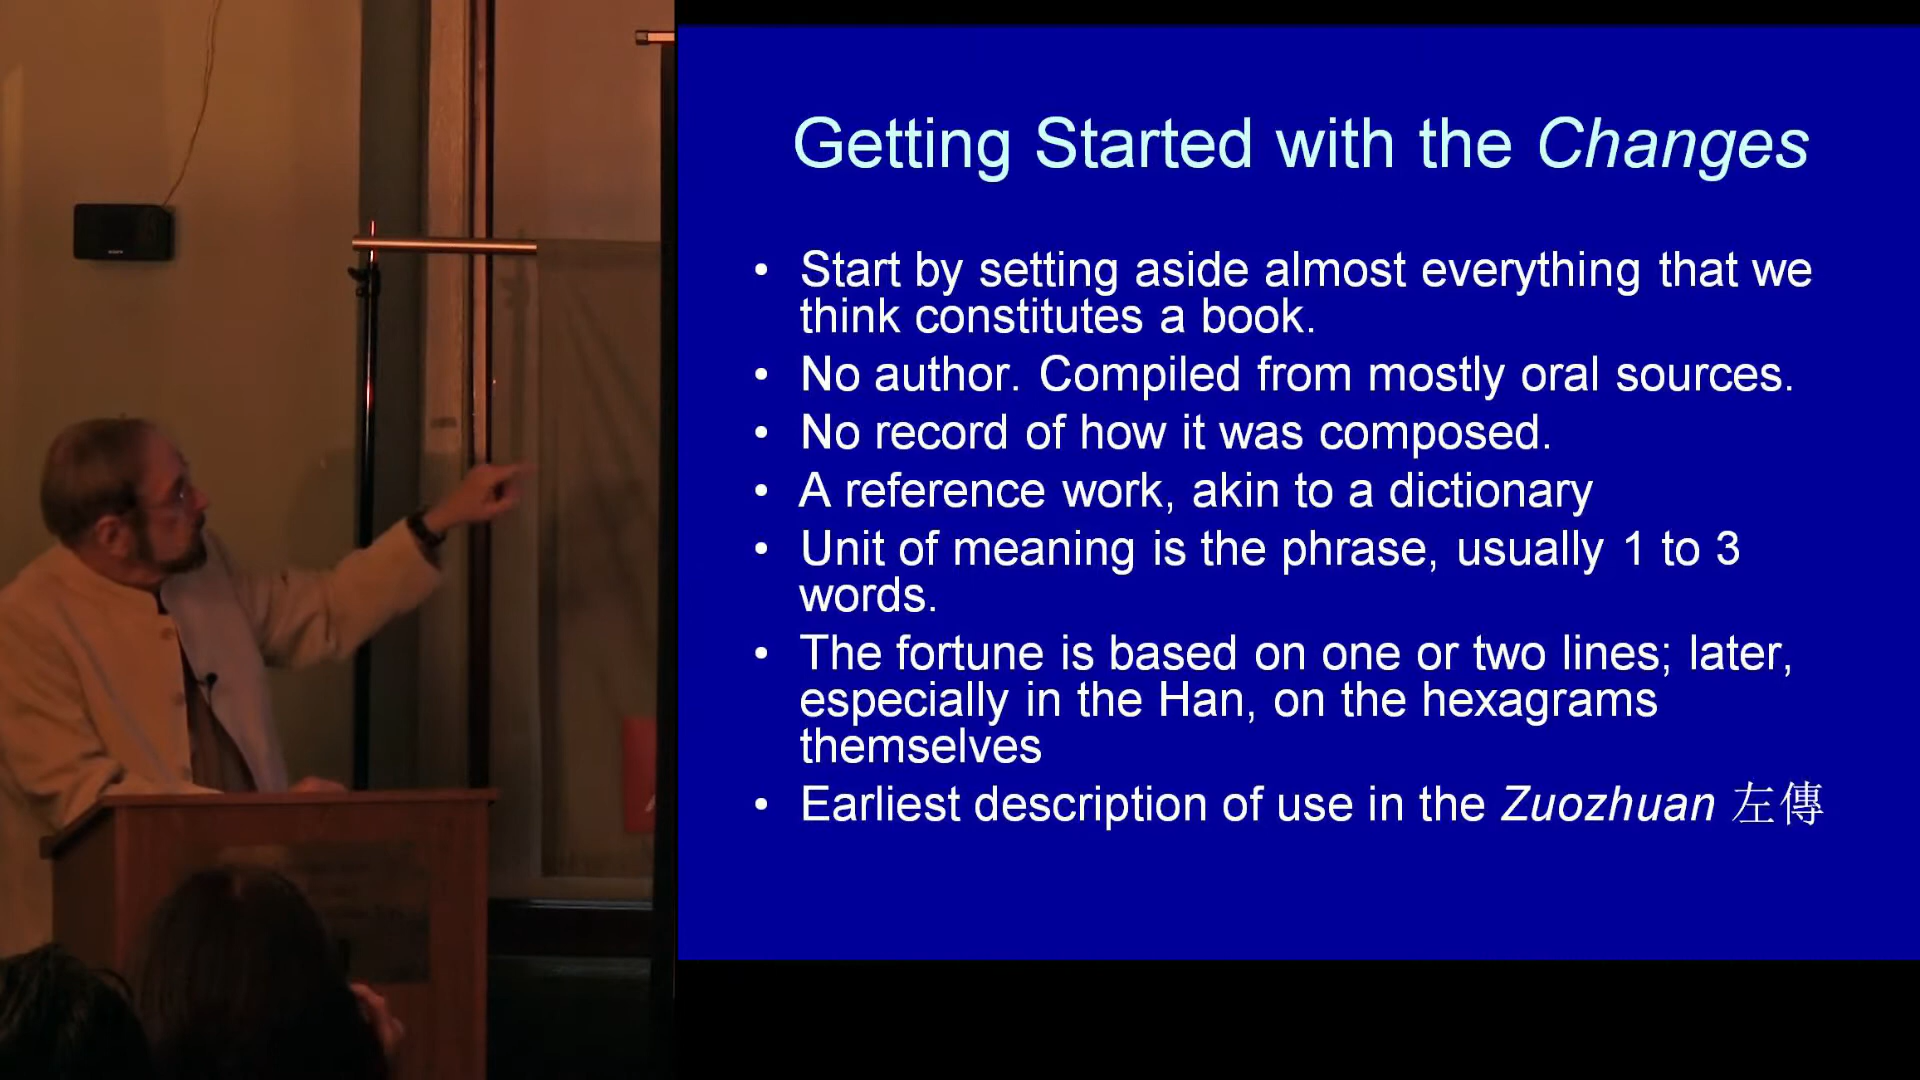 Getting Started with the Changes
• Start by setting aside almost everything that we
think constitutes a book.
• No author. Compiled from mostly oral sources.
• No record of how it was composed.
• A reference work, akin to a dictionary
• Unit of meaning is the phrase, usually 1 to 3
words.
• The fortune is based on one or two lines; later,
especially in the Han, on the hexagrams
themselves
• Earliest description of use in the Zuozhuan 左傳